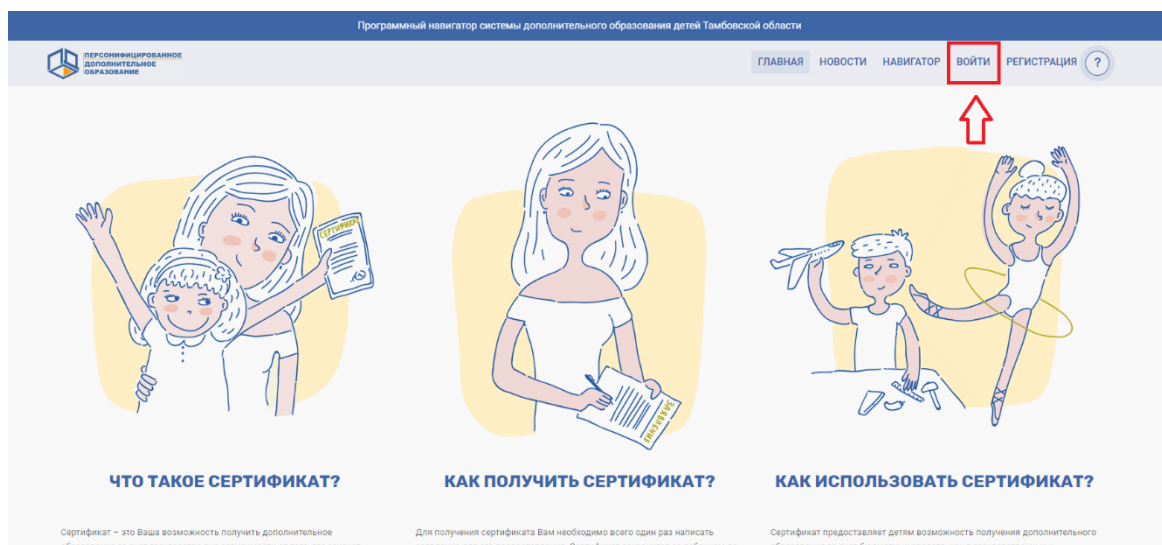 Программный навигатор системы дополнительного образования детей Тамбовской области
ПЕРСОНИФИЦИРОВАННОЕ
ДОПОЛНИТЕЛЬНОЕ
ОБРАЗОВАНИЕ
ГЛАВНАЯ НОВОСТИ НАВИГАТОР ВОЙТИ РЕГИСТРАЦИЯ ?
СЕРТИФИКАТ
ЗАЯВЛЕНИЕ
ЧТО ТАКОЕ СЕРТИФИКАТ?
КАК ПОЛУЧИТЬ СЕРТИФИКАТ?
КАК ИСПОЛЬЗОВАТЬ СЕРТИФИКАТ?
Сертификат – это Ваша возможность получить дополнительное
Для получения сертификата Вам необходимо всего один раз написать
Сертификат предоставляет детям возможность получения дополнительного